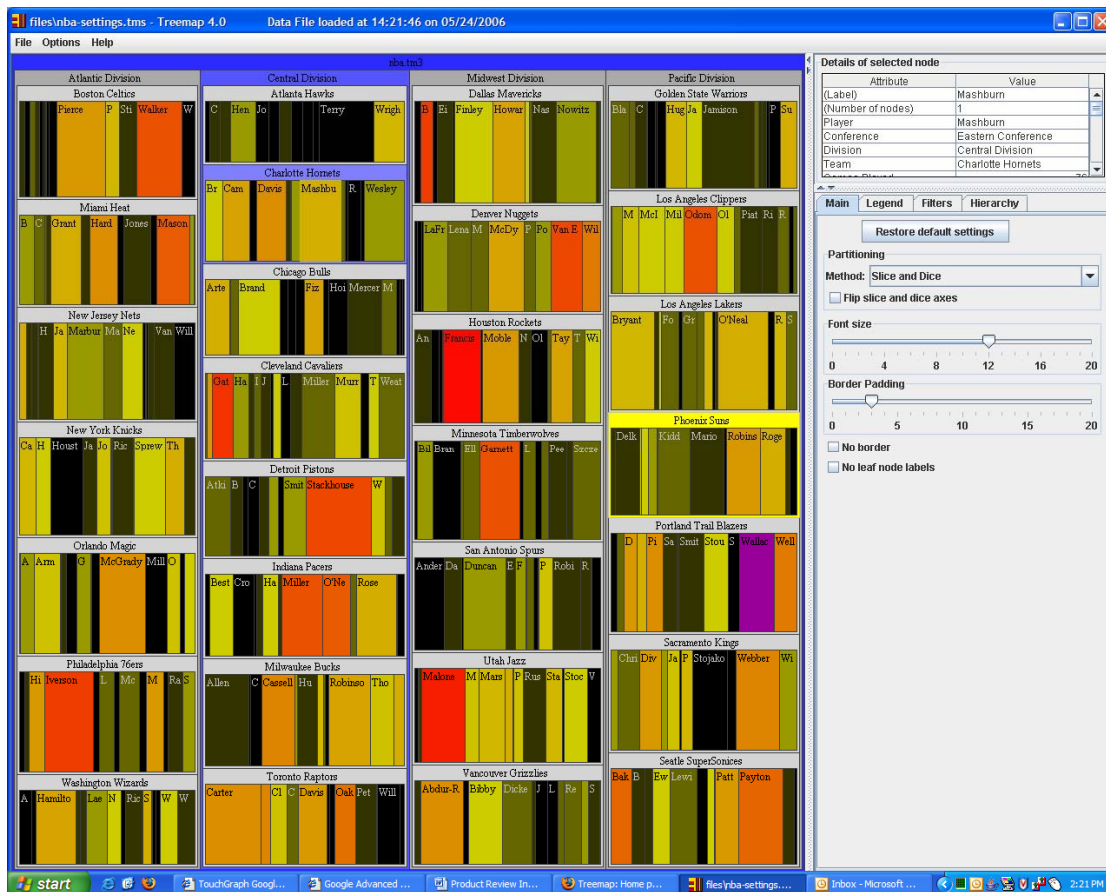 files\nba-settings.tms - Treemap 4.0 Data File loaded at 14:21:46 on 05/24/2006
File Options Help
nba.tm3
Atlantic Division
Boston Celtics
Pierce P Sti Walker W
Miami Heat
B C Grant Hard Jones Mason
New Jersey Nets
H Ja Marbur Ma Ne Van Will
New York Knicks
Ca H Houst Ja Jo Ric Sprew Th
Orlando Magic
A Arm G McGrady Mill O
Philadelphia 76ers
Hi Iverson L Mc M Ra S
Washington Wizards
A Hamilto Lae N Ric S W W
Central Division
Atlanta Hawks
C Hen Jo Terry Wrigh
Charlotte Hornets
Br Cam Davis Mashbu R Wesley
Chicago Bulls
Arte Brand Fiz Hoi Mercer M
Cleveland Cavaliers
Gat Ha I J L Miller Murr T Weat
Detroit Pistons
Atki B C Smit Stackhouse W
Indiana Pacers
Best Cro Ha Miller O'Ne Rose
Milwaukee Bucks
Allen C Cassell Hu Robinso Tho
Toronto Raptors
Carter Cl C Davis Oak Pet Will
Midwest Division
Dallas Mavericks
B Ei Finley Howar Nas Nowitz
Denver Nuggets
LaFr Lena M McDy P Po Van E Wil
Houston Rockets
An Francis Moble N Ol Tay T Wi
Minnesota Timberwolves
Bil Bran Ell Garnett L Pee Szcze
San Antonio Spurs
Ander Da Duncan E F P Robi R
Utah Jazz
Malone M Mars P Rus Sta Stoc V
Vancouver Grizzlies
Abdur-R Bibby Dicke J L Re S
Pacific Division
Golden State Warriors
Bla C Hug Ja Jamison P Su
Los Angeles Clippers
M McI Mil Odom Ol Piat Ri R
Los Angeles Lakers
Bryant Fo Gr O'Neal R S
Phoenix Suns
Delk Kidd Mario Robins Roge
Portland Trail Blazers
D Pi Sa Smit Stou S Wallac Well
Sacramento Kings
Chri Div Ja P Stojako Webber Wi
Seatle SuperSonices
Bak B Ew Lewi Patt Payton
Details of selected node
Attribute Value
(Label) Mashburn
(Number of nodes) 1
Player Mashburn
Conference Eastern Conference
Division Central Division
Team Charlotte Hornets
Games Played 76
Main Legend Filters Hierarchy
Restore default settings
Partitioning
Method: Slice and Dice
Flip slice and dice axes
Font size
0 4 8 12 16 20
Border Padding
0 5 10 15 20
No border
No leaf node labels
start TouchGraph Googl... Google Advanced ... Product Review In... Treemap: Home p... files\nba-settings.... Inbox - Microsoft ... 2:21 PM